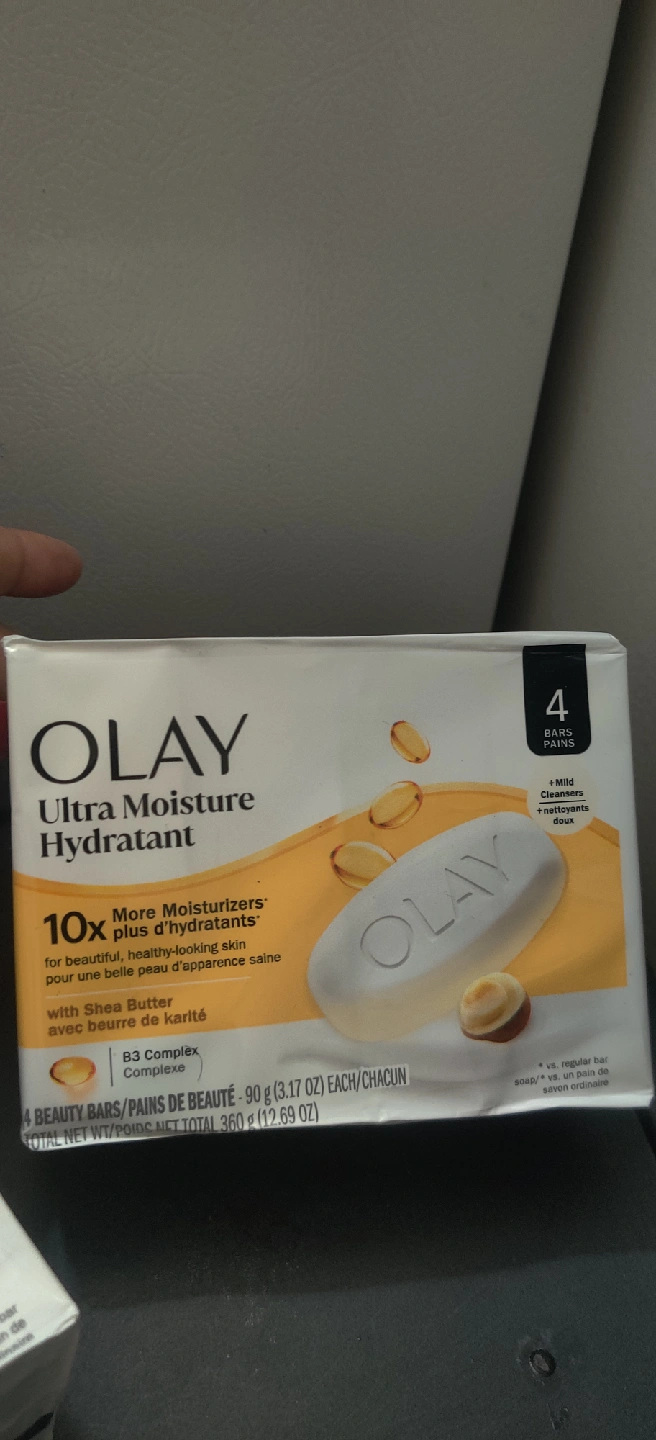 OLAY
Ultra Moisture
Hydratant
10x More Moisturizers*
plus d'hydratants*
for beautiful, healthy-looking skin
pour une belle peau d'apparence saine
with Shea Butter
avec beurre de karité
B3 Complex
Complexe
4 BEAUTY BARS/PAINS DE BEAUTÉ - 90 g (3.17 OZ) EACH/CHACUN
TOTAL NET WT/POIDS NET TOTAL 360 g (12.69 OZ)
4
BARS
PAINS
+Mild
Cleansers
+nettoyants
doux
OLAY
* vs. regular bar
soap/* vs. un pain de
savon ordinaire